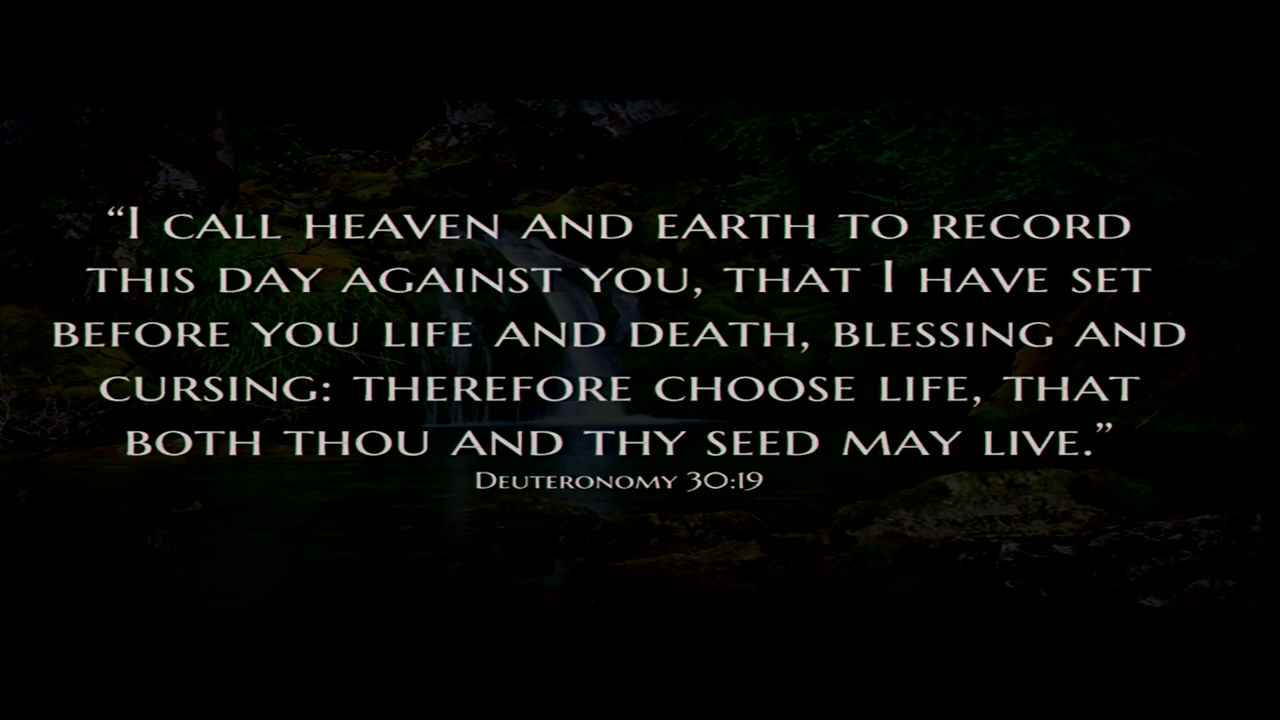 “I CALL HEAVEN AND EARTH TO RECORD
THIS DAY AGAINST YOU, THAT I HAVE SET
BEFORE YOU LIFE AND DEATH, BLESSING AND
CURSING: THEREFORE CHOOSE LIFE, THAT
BOTH THOU AND THY SEED MAY LIVE.”
DEUTERONOMY 30:19